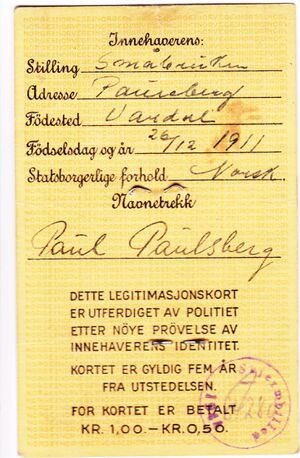 Innehaverens:
Stilling Småbruker
Adresse Paulsberg
Fødested Vardal
Fødselsdag og år 26/12 1911
Statsborgerlige forhold Norsk.
Navnetrekk
Paul Paulsberg
DETTE LEGITIMASJONSKORT
ER UTFERDIGET AV POLITIET
ETTER NÖYE PRÖVELSE AV
INNEHAVERENS IDENTITET.
KORTET ER GYLDIG FEM ÅR
FRA UTSTEDELSEN.
FOR KORTET ER BETALT
KR. 1,00.— KR. 0,50.